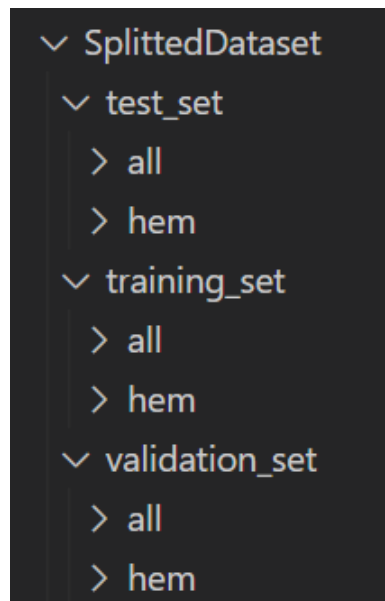 SplittedDataset
test_set
all
hem
training_set
all
hem
validation_set
all
hem